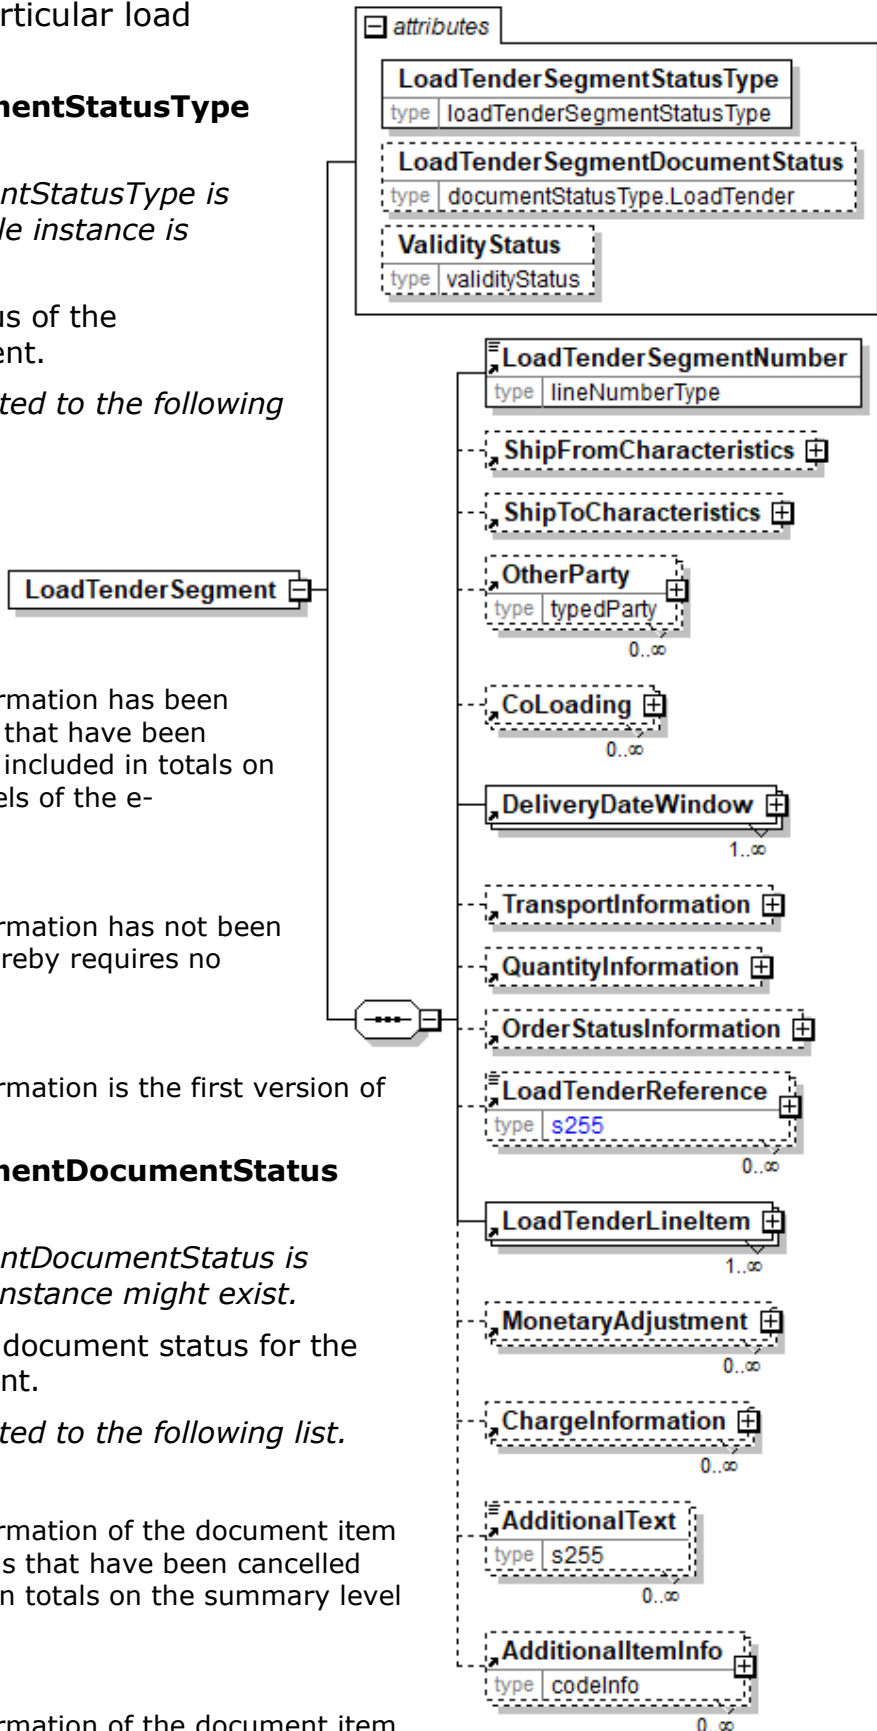 rticular load
nentStatusType
ntStatusType is
le instance is
us of the
ent.
ted to the following
rmation has been
that have been
included in totals on
els of the e-
rmation has not been
ereby requires no
rmation is the first version of
nentDocumentStatus
entDocumentStatus is
nstance might exist.
document status for the
nt.
ted to the following list.
rmation of the document item
s that have been cancelled
n totals on the summary level
rmation of the document item
LoadTenderSegment
attributes
LoadTenderSegmentStatusType
type loadTenderSegmentStatusType
LoadTenderSegmentDocumentStatus
type documentStatusType.LoadTender
ValidityStatus
type validityStatus
LoadTenderSegmentNumber
type lineNumberType
ShipFromCharacteristics
ShipToCharacteristics
OtherParty
type typedParty
0..∞
CoLoading
0..∞
DeliveryDateWindow
1..∞
TransportInformation
QuantityInformation
OrderStatusInformation
LoadTenderReference
type s255
0..∞
LoadTenderLineItem
1..∞
MonetaryAdjustment
0..∞
ChargeInformation
0..∞
AdditionalText
type s255
0..∞
AdditionalItemInfo
type codeInfo
0..∞